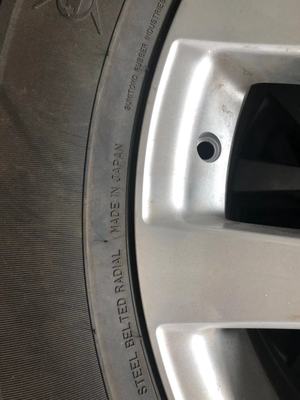 SUMITOMO RUBBER INDUSTRIES
STEEL BELTED RADIAL MADE IN JAPAN